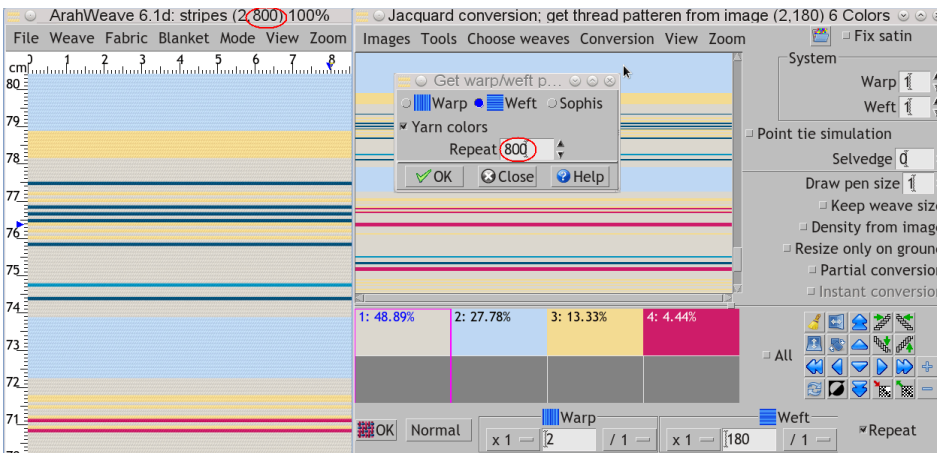 ArahWeave 6.1d: stripes (2,800) 100%
File Weave Fabric Blanket Mode View Zoom
cm 0 1 2 3 4 5 6 7 8
80
79
78
77
76
75
74
73
72
71
Jacquard conversion; get thread patteren from image (2,180) 6 Colors
Images Tools Choose weaves Conversion View Zoom
Get warp/weft p...
Warp Weft Sophis
Yarn colors
Repeat 800
OK Close Help
1: 48.89% 2: 27.78% 3: 13.33% 4: 4.44%
Fix satin
System
Warp 1
Weft 1
Point tie simulation
Selvedge 0
Draw pen size 1
Keep weave size
Density from image
Resize only on ground
Partial conversion
Instant conversion
All
OK Normal
Warp
x 1 2 / 1
Weft
x 1 180 / 1
Repeat